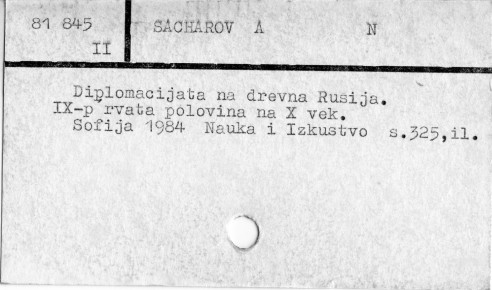 81 845 SACHAROV A N
II
Diplomacijata na drevna Rusija.
IX-p"rvata polovina na X vek.
Sofija 1984 Nauka i Izkustvo s.325,il.